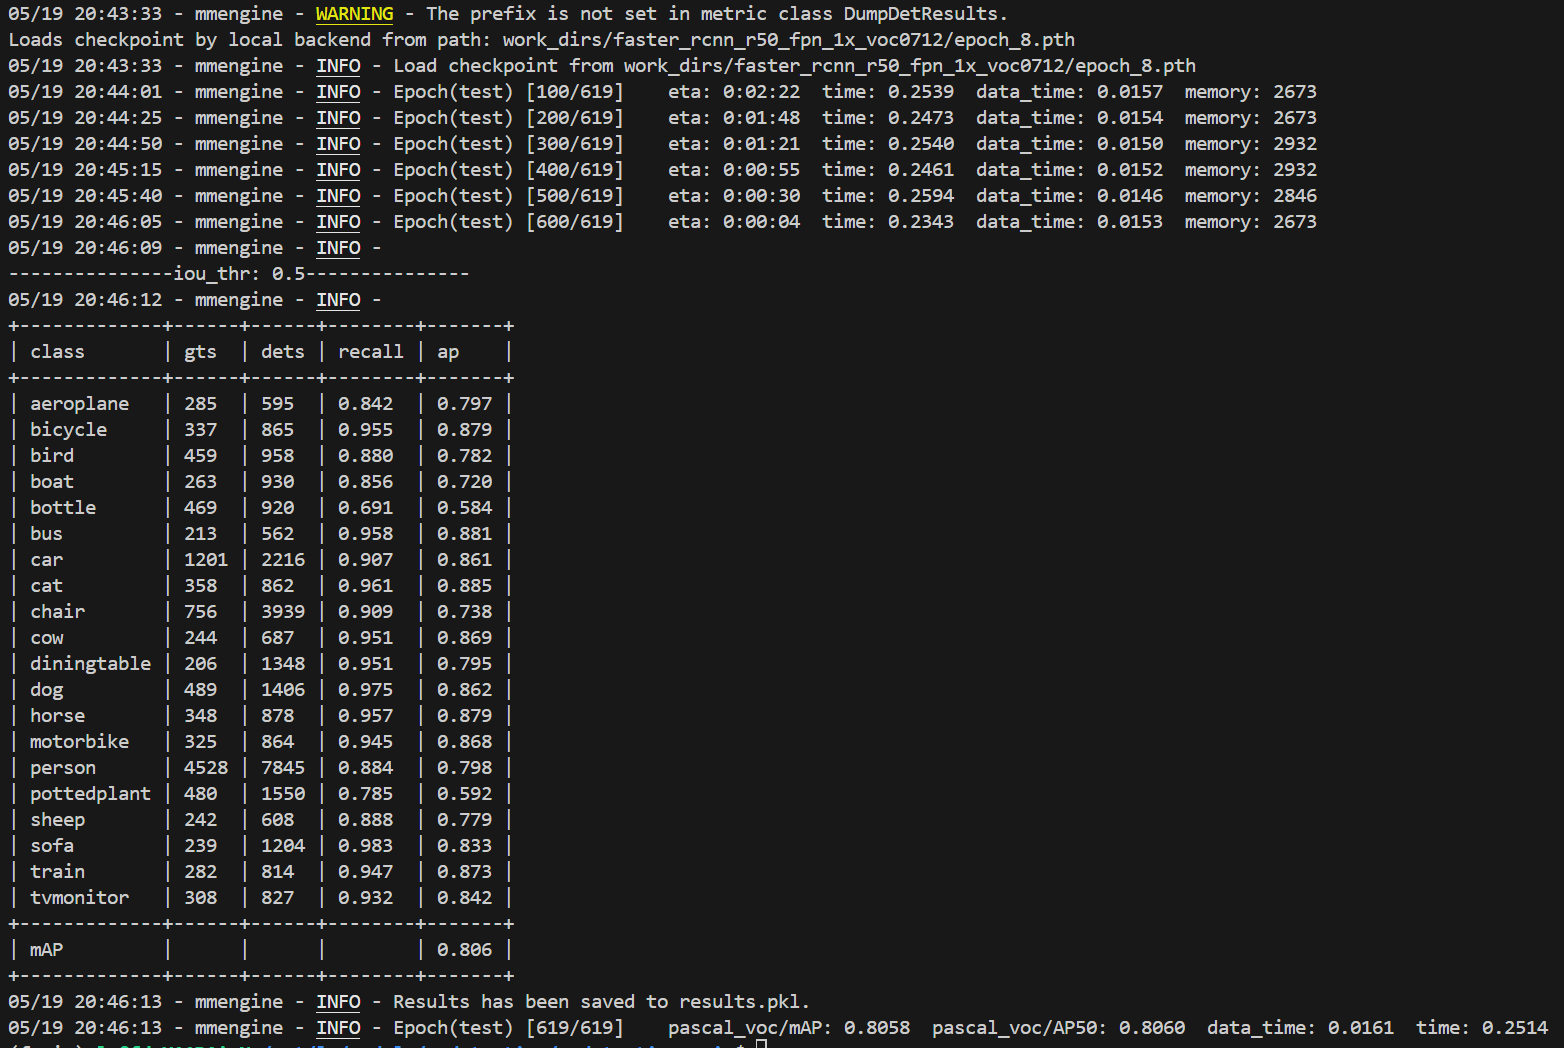 05/19 20:43:33 - mmengine - WARNING - The prefix is not set in metric class DumpDetResults.
Loads checkpoint by local backend from path: work_dirs/faster_rcnn_r50_fpn_1x_voc0712/epoch_8.pth
05/19 20:43:33 - mmengine - INFO - Load checkpoint from work_dirs/faster_rcnn_r50_fpn_1x_voc0712/epoch_8.pth
05/19 20:44:01 - mmengine - INFO - Epoch(test) [100/619]    eta: 0:02:22  time: 0.2539  data_time: 0.0157  memory: 2673
05/19 20:44:25 - mmengine - INFO - Epoch(test) [200/619]    eta: 0:01:48  time: 0.2473  data_time: 0.0154  memory: 2673
05/19 20:44:50 - mmengine - INFO - Epoch(test) [300/619]    eta: 0:01:21  time: 0.2540  data_time: 0.0150  memory: 2932
05/19 20:45:15 - mmengine - INFO - Epoch(test) [400/619]    eta: 0:00:55  time: 0.2461  data_time: 0.0152  memory: 2932
05/19 20:45:40 - mmengine - INFO - Epoch(test) [500/619]    eta: 0:00:30  time: 0.2594  data_time: 0.0146  memory: 2846
05/19 20:46:05 - mmengine - INFO - Epoch(test) [600/619]    eta: 0:00:04  time: 0.2343  data_time: 0.0153  memory: 2673
05/19 20:46:09 - mmengine - INFO -
---------------iou_thr: 0.5---------------
05/19 20:46:12 - mmengine - INFO -
+-------------+------+------+--------+-------+
| class       | gts  | dets | recall | ap    |
+-------------+------+------+--------+-------+
| aeroplane   | 285  | 595  | 0.842  | 0.797 |
| bicycle     | 337  | 865  | 0.955  | 0.879 |
| bird        | 459  | 958  | 0.880  | 0.782 |
| boat        | 263  | 930  | 0.856  | 0.720 |
| bottle      | 469  | 920  | 0.691  | 0.584 |
| bus         | 213  | 562  | 0.958  | 0.881 |
| car         | 1201 | 2216 | 0.907  | 0.861 |
| cat         | 358  | 862  | 0.961  | 0.885 |
| chair       | 756  | 3939 | 0.909  | 0.738 |
| cow         | 244  | 687  | 0.951  | 0.869 |
| diningtable | 206  | 1348 | 0.951  | 0.795 |
| dog         | 489  | 1406 | 0.975  | 0.862 |
| horse       | 348  | 878  | 0.957  | 0.879 |
| motorbike   | 325  | 864  | 0.945  | 0.868 |
| person      | 4528 | 7845 | 0.884  | 0.798 |
| pottedplant | 480  | 1550 | 0.785  | 0.592 |
| sheep       | 242  | 608  | 0.888  | 0.779 |
| sofa        | 239  | 1204 | 0.983  | 0.833 |
| train       | 282  | 814  | 0.947  | 0.873 |
| tvmonitor   | 308  | 827  | 0.932  | 0.842 |
+-------------+------+------+--------+-------+
| mAP         |      |      |        | 0.806 |
+-------------+------+------+--------+-------+
05/19 20:46:13 - mmengine - INFO - Results has been saved to results.pkl.
05/19 20:46:13 - mmengine - INFO - Epoch(test) [619/619]    pascal_voc/mAP: 0.8058  pascal_voc/AP50: 0.8060  data_time: 0.0161  time: 0.2514